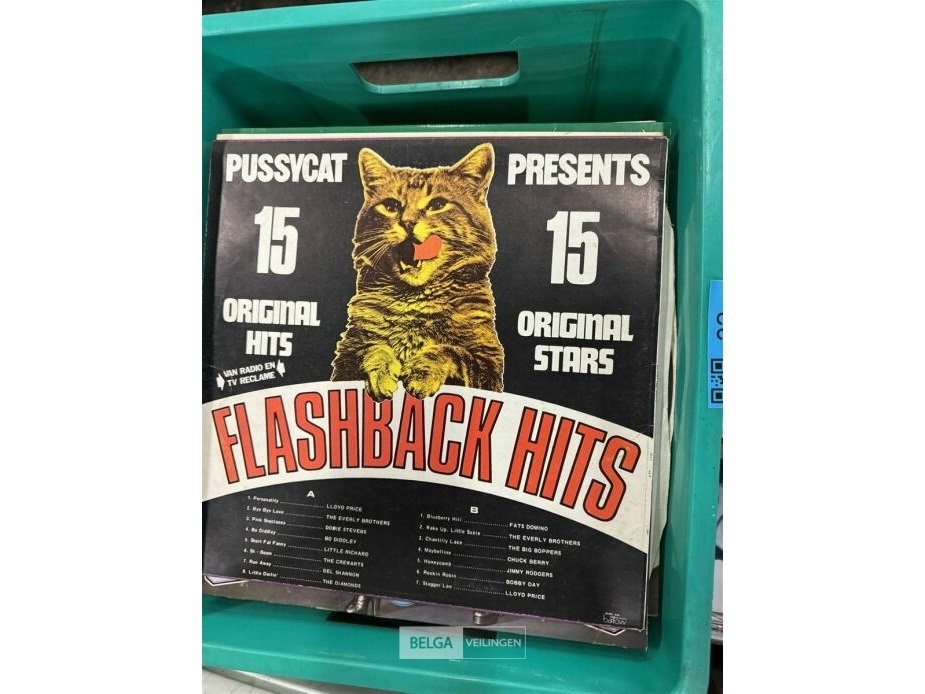 PUSSYCAT
PRESENTS
15
15
ORIGINAL
HITS
ORIGINAL
STARS
VAN RADIO EN
TV RECLAME
FLASHBACK HITS
A
1. Personality LLOYD PRICE
2. Bye Bye Love THE EVERLY BROTHERS
3. Pink Shoelaces DODIE STEVENS
4. Bo Diddley BO DIDDLEY
5. Short Fat Fanny LITTLE RICHARD
6. Sh - Boom THE CREWARTS
7. Run Away DEL SHANNON
8. Little Darlin' THE DIAMONDS
B
1. Blueberry Hill FATS DOMINO
2. Wake Up, Little Suzie THE EVERLY BROTHERS
3. Chantilly Lace THE BIG BOPPERS
4. Maybelline CHUCK BERRY
5. Honeycomb JIMMY RODGERS
6. Rockin Robin BOBBY DAY
7. Stagger Lee LLOYD PRICE
BELGA VEILINGEN